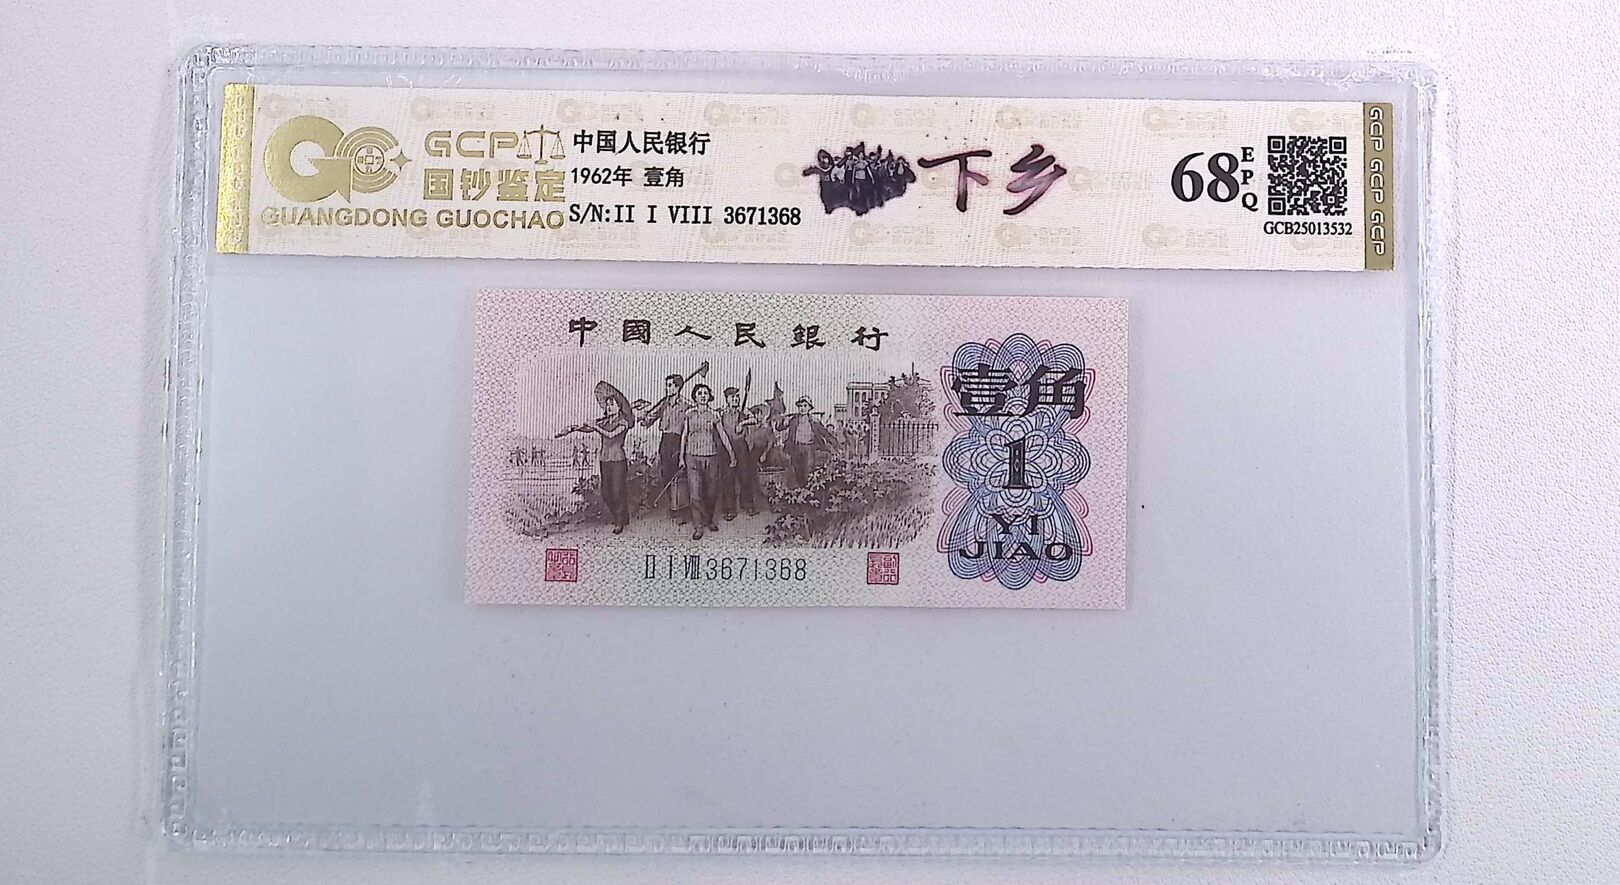 GCP
国钞鉴定
GUANGDONG GUOCHAO
中国人民银行
1962年 壹角
S/N:II I VIII 3671368
下乡
68
EPQ
GCB25013532
GCP GCP GCP
中國人民銀行
壹角
1
YI
JIAO
II I VIII 3671368